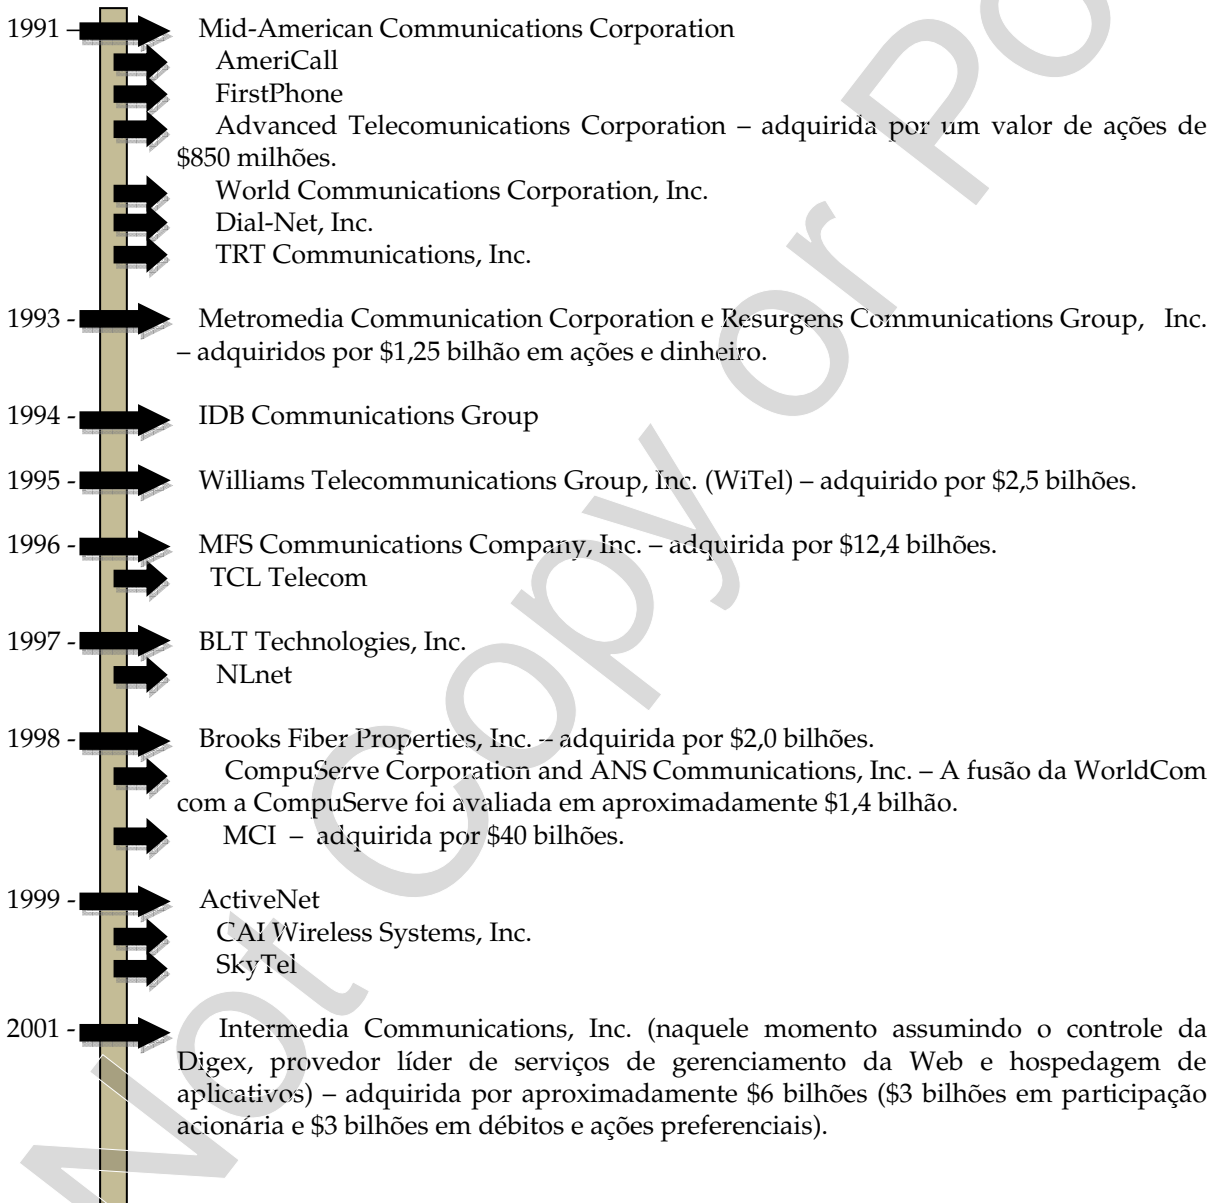 1991 – Mid-American Communications Corporation
AmeriCall
FirstPhone
Advanced Telecomunications Corporation – adquirida por um valor de ações de
$850 milhões.
World Communications Corporation, Inc.
Dial-Net, Inc.
TRT Communications, Inc.
1993 - Metromedia Communication Corporation e Resurgens Communications Group, Inc.
– adquiridos por $1,25 bilhão em ações e dinheiro.
1994 - IDB Communications Group
1995 - Williams Telecommunications Group, Inc. (WiTel) – adquirido por $2,5 bilhões.
1996 - MFS Communications Company, Inc. – adquirida por $12,4 bilhões.
TCL Telecom
1997 - BLT Technologies, Inc.
NLnet
1998 - Brooks Fiber Properties, Inc. – adquirida por $2,0 bilhões.
CompuServe Corporation and ANS Communications, Inc. – A fusão da WorldCom
com a CompuServe foi avaliada em aproximadamente $1,4 bilhão.
MCI – adquirida por $40 bilhões.
1999 - ActiveNet
CAI Wireless Systems, Inc.
SkyTel
2001 - Intermedia Communications, Inc. (naquele momento assumindo o controle da
Digex, provedor líder de serviços de gerenciamento da Web e hospedagem de
aplicativos) – adquirida por aproximadamente $6 bilhões ($3 bilhões em participação
acionária e $3 bilhões em débitos e ações preferenciais).
Not Copy or Po